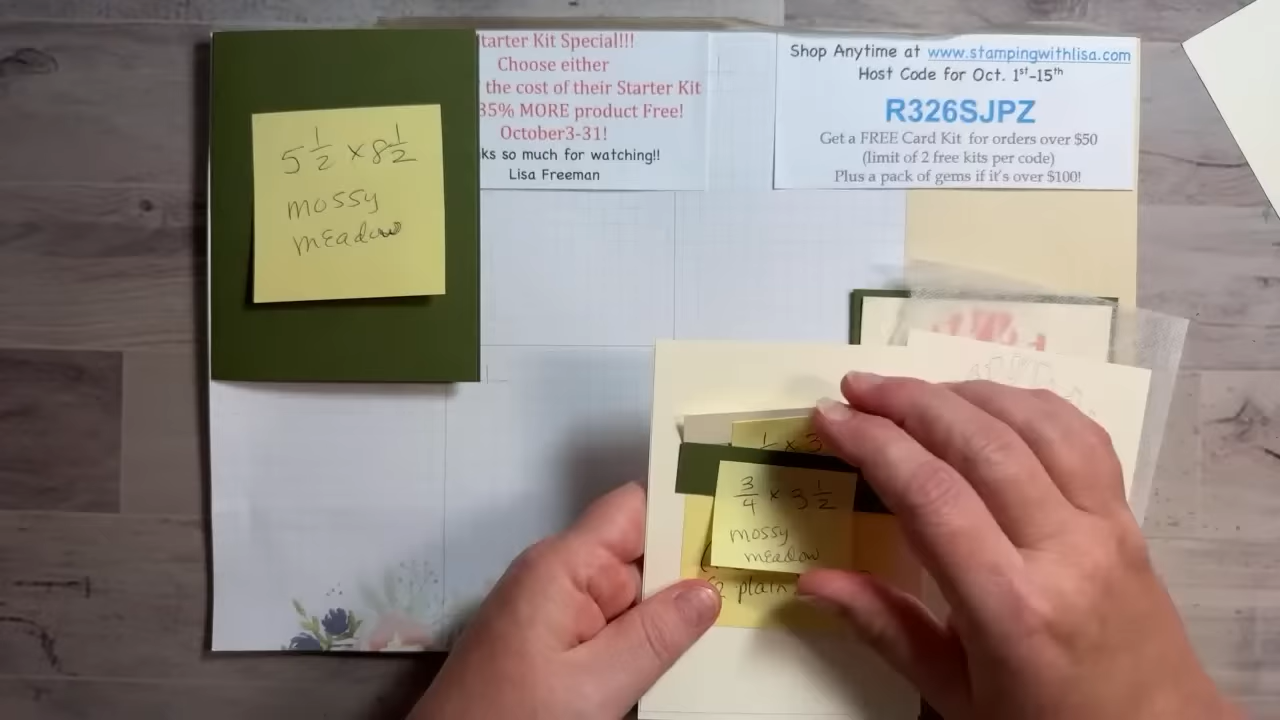 tarter Kit Special!!!
Choose either
the cost of their Starter Kit
35% MORE product Free!
October3-31!
ks so much for watching!!
Lisa Freeman
Shop Anytime at www.stampingwithlisa.com
Host Code for Oct. 1st-15th
R326SJPZ
Get a FREE Card Kit for orders over $50
(limit of 2 free kits per code)
Plus a pack of gems if it's over $100!
5 1/2 x 8 1/2
mossy
meadow
3/4 x 3 1/2
mossy
meadow
plain